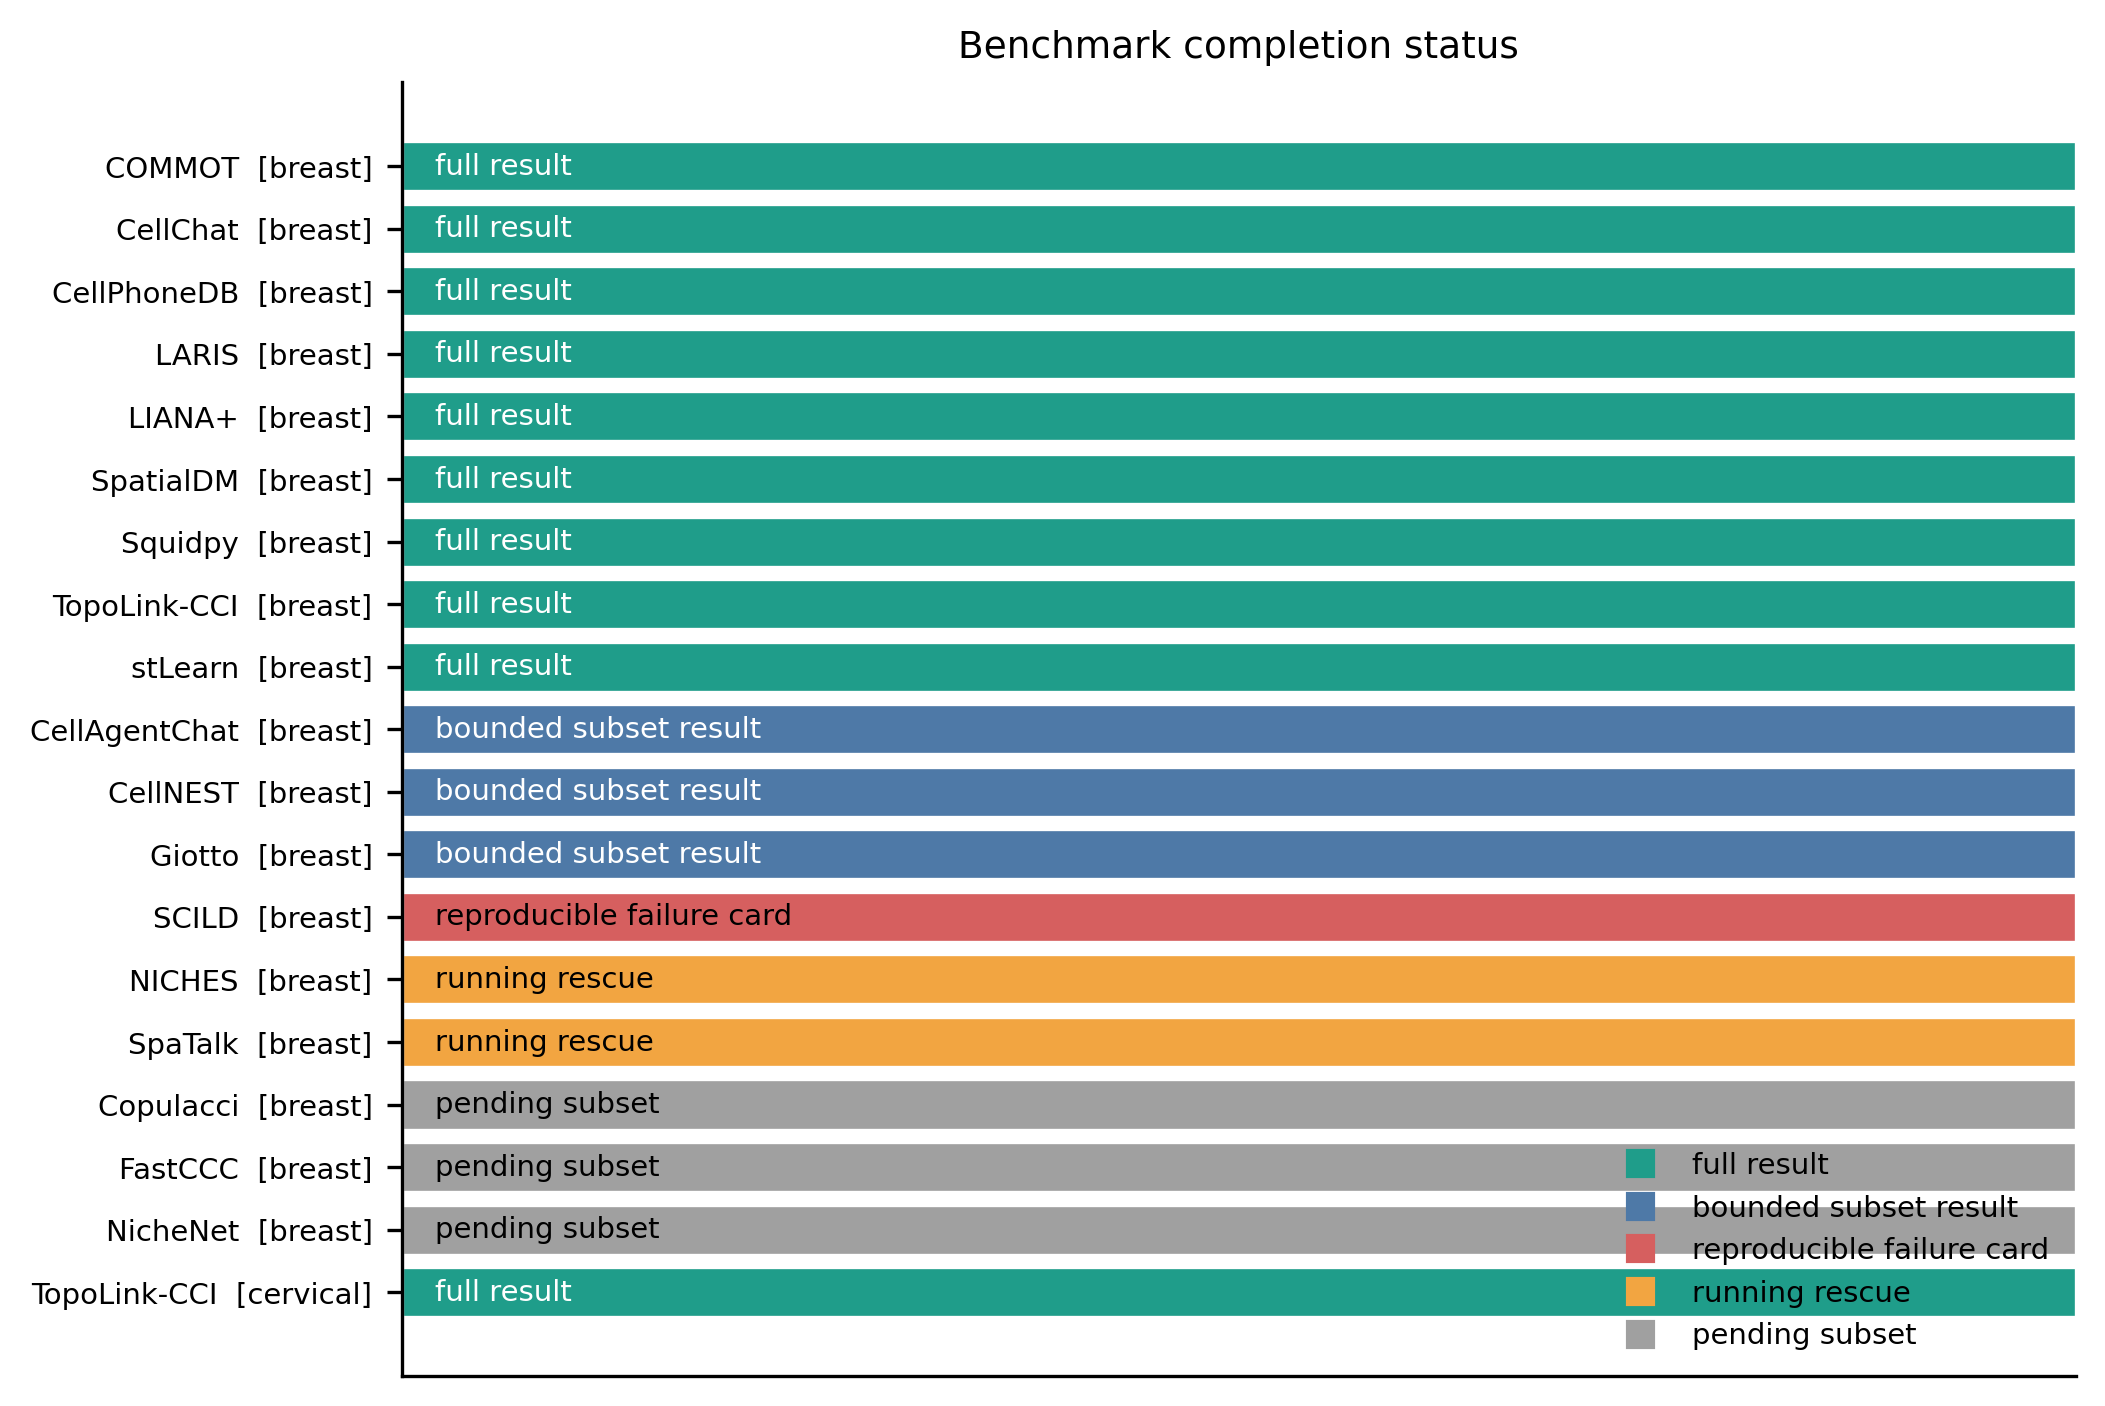 Benchmark completion status
COMMOT [breast] full result
CellChat [breast] full result
CellPhoneDB [breast] full result
LARIS [breast] full result
LIANA+ [breast] full result
SpatialDM [breast] full result
Squidpy [breast] full result
TopoLink-CCI [breast] full result
stLearn [breast] full result
CellAgentChat [breast] bounded subset result
CellNEST [breast] bounded subset result
Giotto [breast] bounded subset result
SCILD [breast] reproducible failure card
NICHES [breast] running rescue
SpaTalk [breast] running rescue
Copulacci [breast] pending subset
FastCCC [breast] pending subset
NicheNet [breast] pending subset
TopoLink-CCI [cervical] full result
full result
bounded subset result
reproducible failure card
running rescue
pending subset